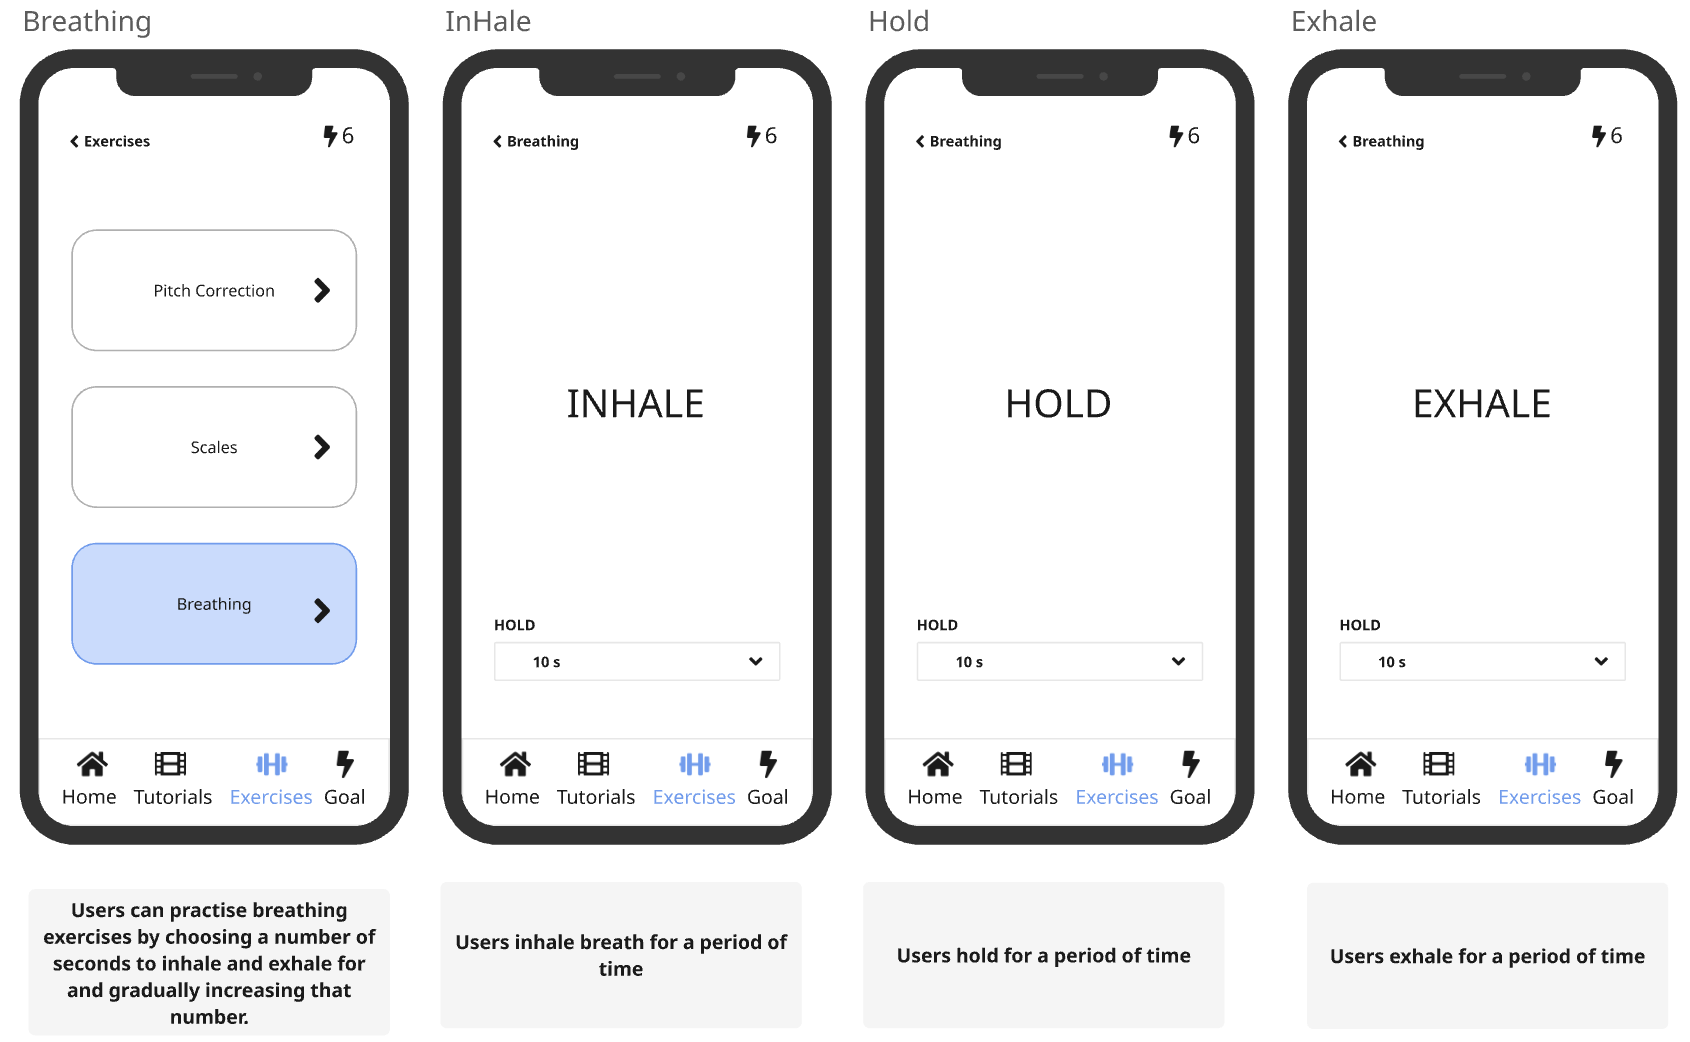 Breathing
InHale
Hold
Exhale
Exercises
6
Pitch Correction
Scales
Breathing
Home
Tutorials
Exercises
Goal
Breathing
6
INHALE
HOLD
10 s
Home
Tutorials
Exercises
Goal
Breathing
6
HOLD
HOLD
10 s
Home
Tutorials
Exercises
Goal
Breathing
6
EXHALE
HOLD
10 s
Home
Tutorials
Exercises
Goal
Users can practise breathing
exercises by choosing a number of
seconds to inhale and exhale for
and gradually increasing that
number.
Users inhale breath for a period of
time
Users hold for a period of time
Users exhale for a period of time